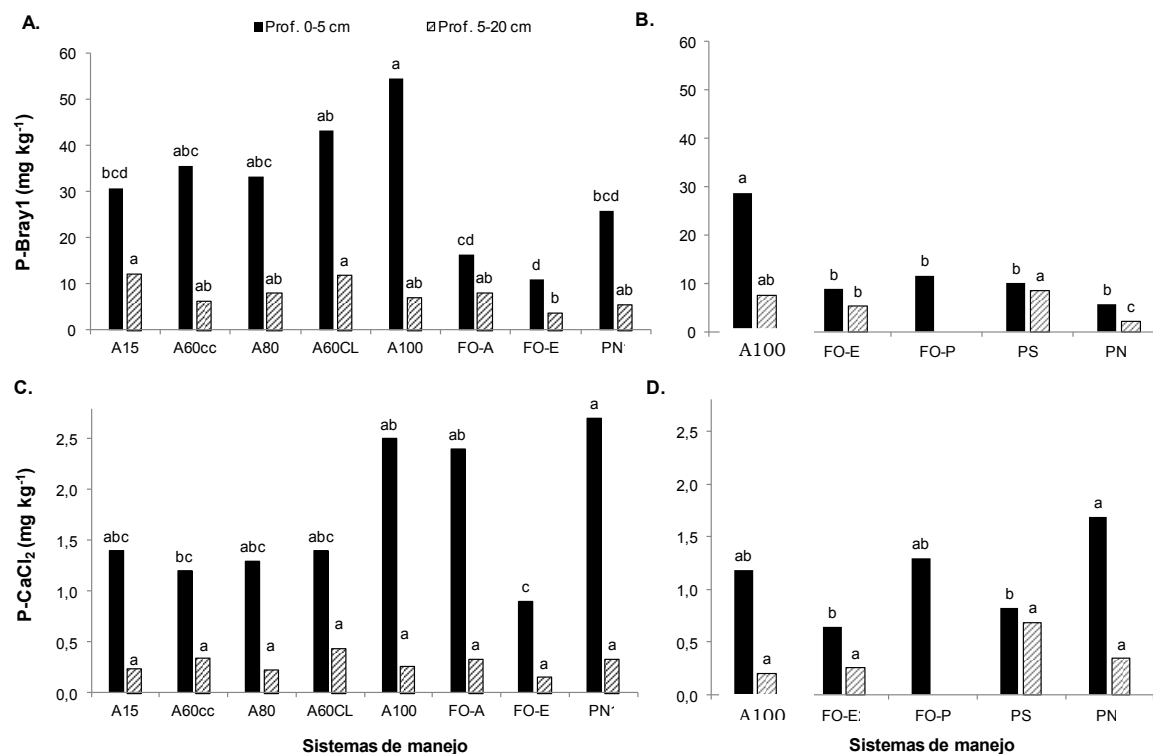 A.
Prof. 0-5 cm Prof. 5-20 cm
P-Bray1 (mg kg-1)
60
50
40
30
20
10
0
bcd abc abc ab a cd d bcd
a ab ab a ab ab b ab
A15 A60cc A80 A60CL A100 FO-A FO-E PN
B.
60
50
40
30
20
10
0
a b b b b
ab b a c
A100 FO-E FO-P PS PN
C.
P-CaCl2 (mg kg-1)
2,5
2,0
1,5
1,0
0,5
0,0
abc bc abc abc ab ab c a
a a a a a a a a
A15 A60cc A80 A60CL A100 FO-A FO-E PN
Sistemas de manejo
D.
2,5
2,0
1,5
1,0
0,5
0,0
ab b ab b a
a a a a
A100 FO-E FO-P PS PN
Sistemas de manejo